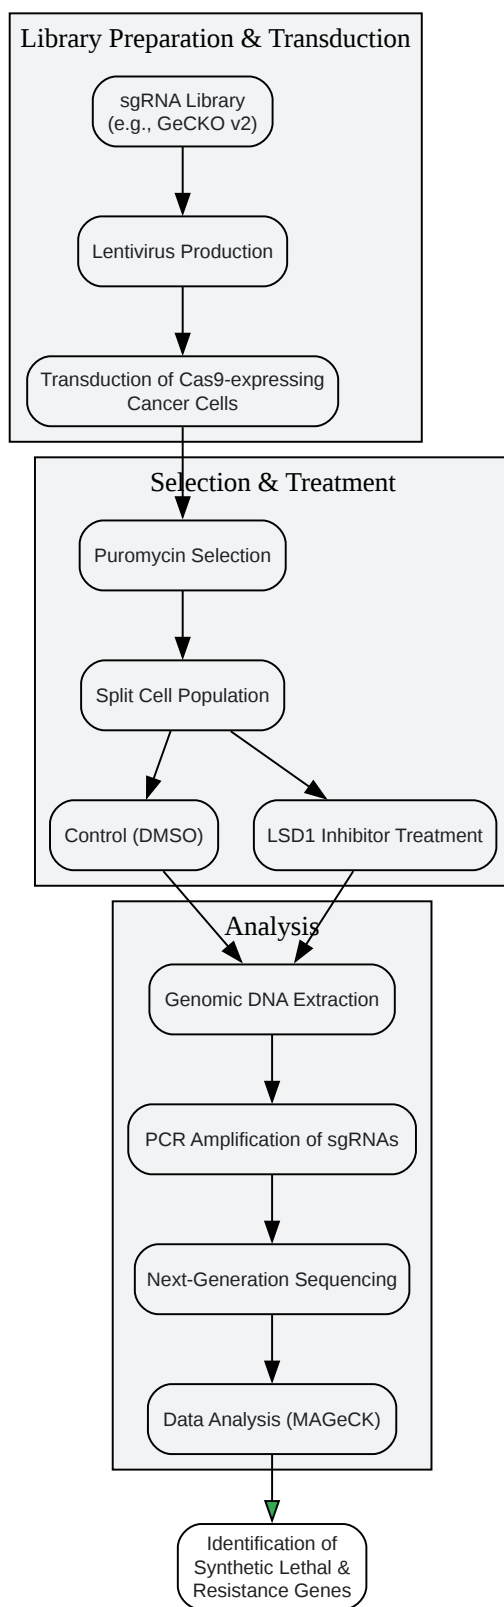 Library Preparation & Transduction
sgRNA Library
(e.g., GeCKO v2)
Lentivirus Production
Transduction of Cas9-expressing
Cancer Cells
Selection & Treatment
Puromycin Selection
Split Cell Population
Control (DMSO)
LSD1 Inhibitor Treatment
Analysis
Genomic DNA Extraction
PCR Amplification of sgRNAs
Next-Generation Sequencing
Data Analysis (MAGeCK)
Identification of
Synthetic Lethal &
Resistance Genes